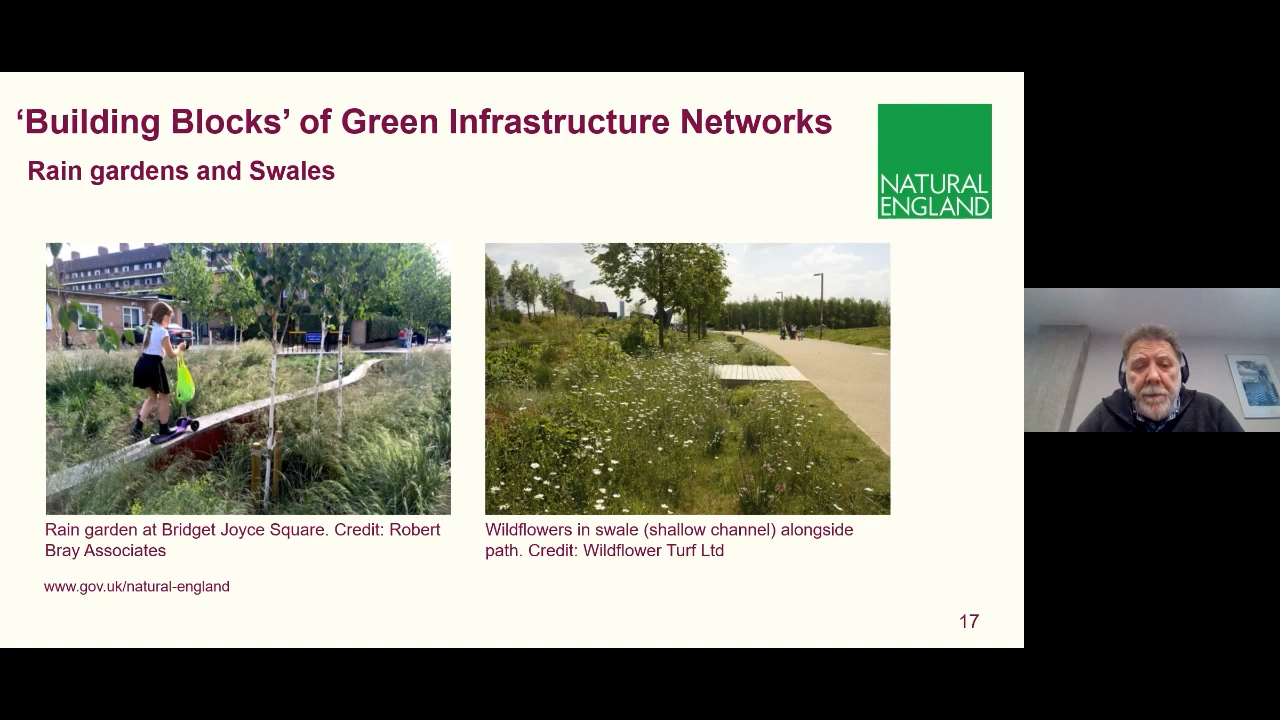 ‘Building Blocks’ of Green Infrastructure Networks
Rain gardens and Swales
NATURAL
ENGLAND
Rain garden at Bridget Joyce Square. Credit: Robert
Bray Associates
Wildflowers in swale (shallow channel) alongside
path. Credit: Wildflower Turf Ltd
www.gov.uk/natural-england
17